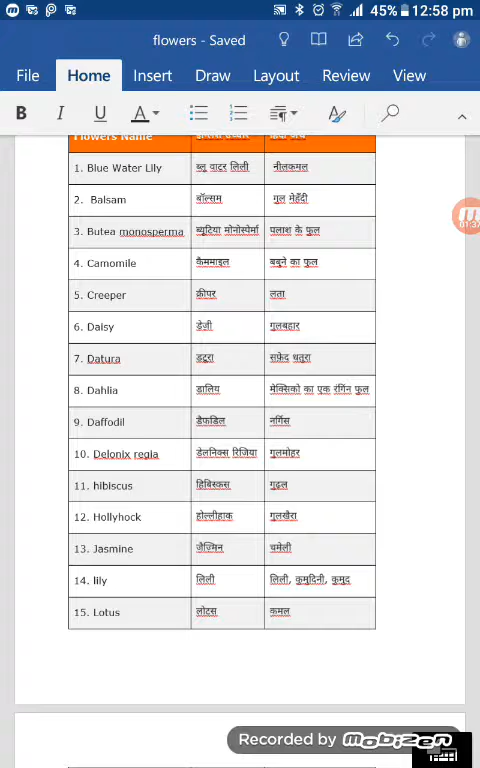 45% 12:58 pm
flowers - Saved
File Home Insert Draw Layout Review View
B I U A
Flowers Name
1. Blue Water Lily ब्लू वाटर लिली नीलकमल
2. Balsam बॉल्सम गुल मेहँदी
3. Butea monosperma ब्यूटिया मोनोस्पेर्मा पलाश के फुल
4. Camomile कैममाइल बबुने का फुल
5. Creeper क्रीपर लता
6. Daisy डेज़ी गुलबहार
7. Datura डटूरा सफ़ेद धतुरा
8. Dahlia डालिय मेक्सिको का एक रंगिंन फुल
9. Daffodil डैफडिल नर्गिस
10. Delonix regia डेलनिक्स रिजिया गुलमोहर
11. hibiscus हिबिस्कस गुढ़ल
12. Hollyhock होल्लीहाक गुलखैरा
13. Jasmine जैज्मिन चमेली
14. lily लिली लिली, कुमुदिनी, कुमुद
15. Lotus लोटस कमल
Recorded by MOBIZEN